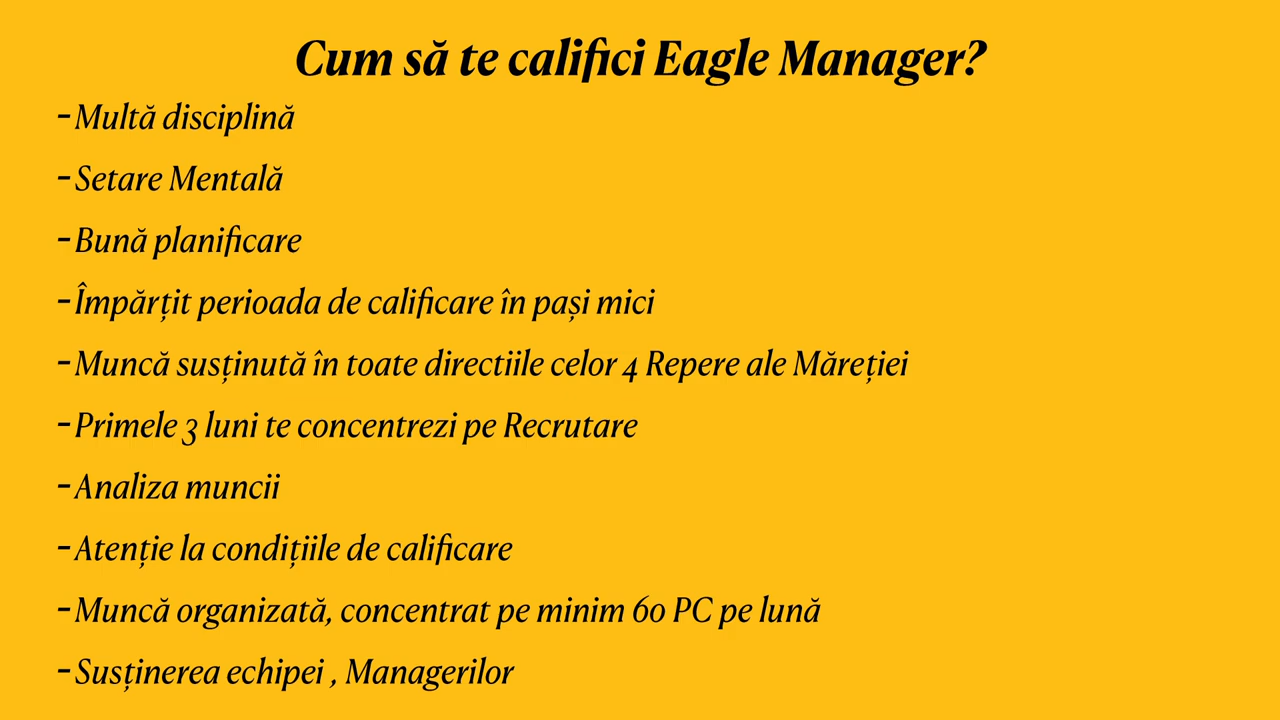 Cum să te califici Eagle Manager?
-Multă disciplină
-Setare Mentală
-Bună planificare
-Împărțit perioada de calificare în pași mici
-Muncă susținută în toate directiile celor 4 Repere ale Măreției
-Primele 3 luni te concentrezi pe Recrutare
-Analiza muncii
-Atenție la condițiile de calificare
-Muncă organizată, concentrat pe minim 60 PC pe lună
-Susținerea echipei , Managerilor